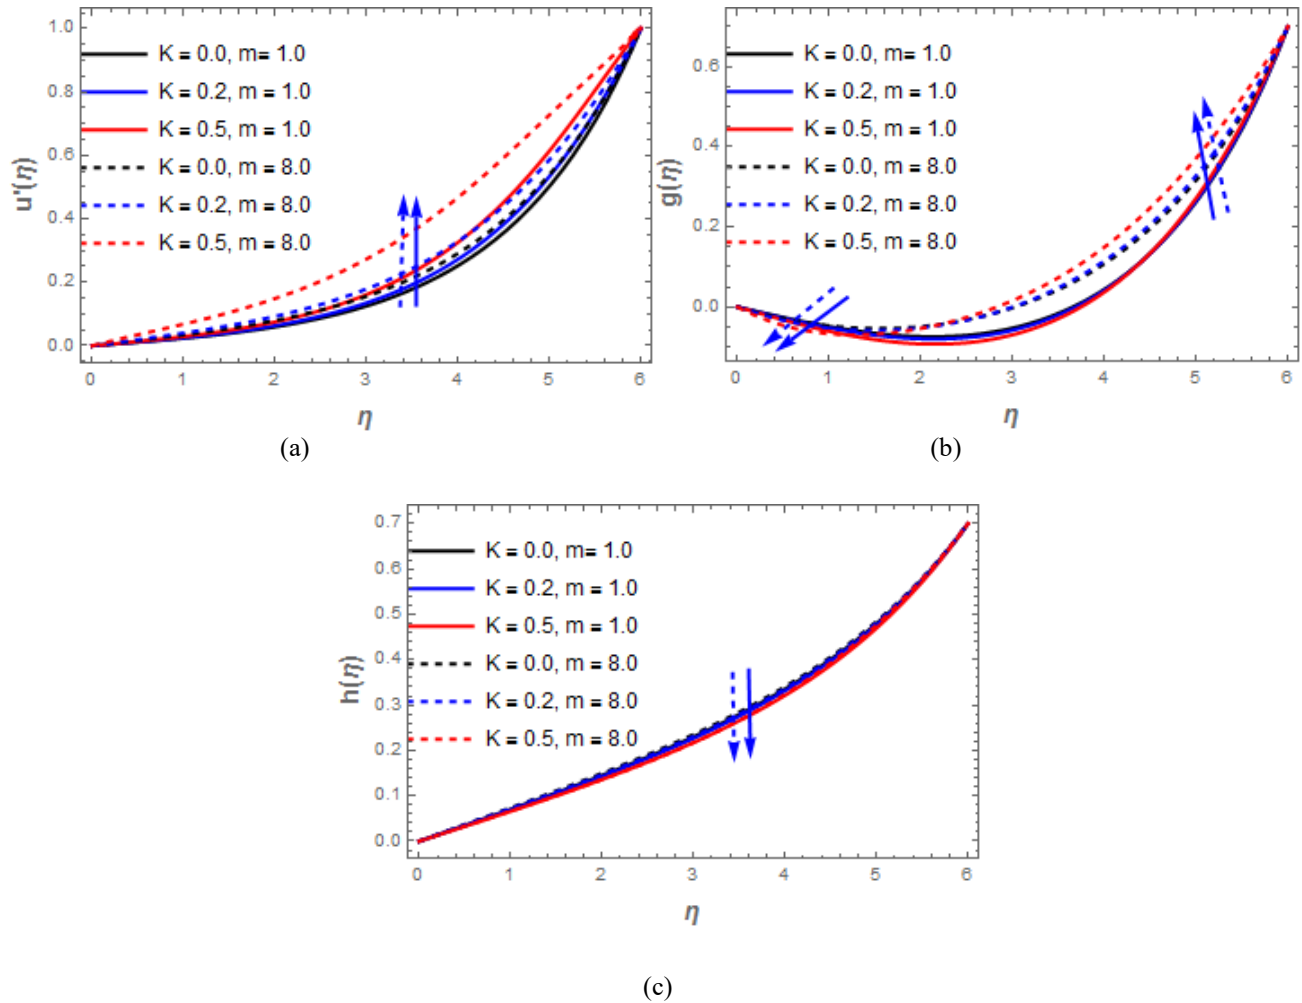 1.0
0.8
0.6
0.4
0.2
0.0
u'(η)
K = 0.0, m= 1.0
K = 0.2, m = 1.0
K = 0.5, m = 1.0
K = 0.0, m = 8.0
K = 0.2, m = 8.0
K = 0.5, m = 8.0
0 1 2 3 4 5 6
η
(a)
0.6
0.4
0.2
0.0
g(η)
K = 0.0, m = 1.0
K = 0.2, m = 1.0
K = 0.5, m = 1.0
K = 0.0, m = 8.0
K = 0.2, m = 8.0
K = 0.5, m = 8.0
0 1 2 3 4 5 6
η
(b)
0.7
0.6
0.5
0.4
0.3
0.2
0.1
0.0
h(η)
K = 0.0, m = 1.0
K = 0.2, m = 1.0
K = 0.5, m = 1.0
K = 0.0, m = 8.0
K = 0.2, m = 8.0
K = 0.5, m = 8.0
0 1 2 3 4 5 6
η
(c)